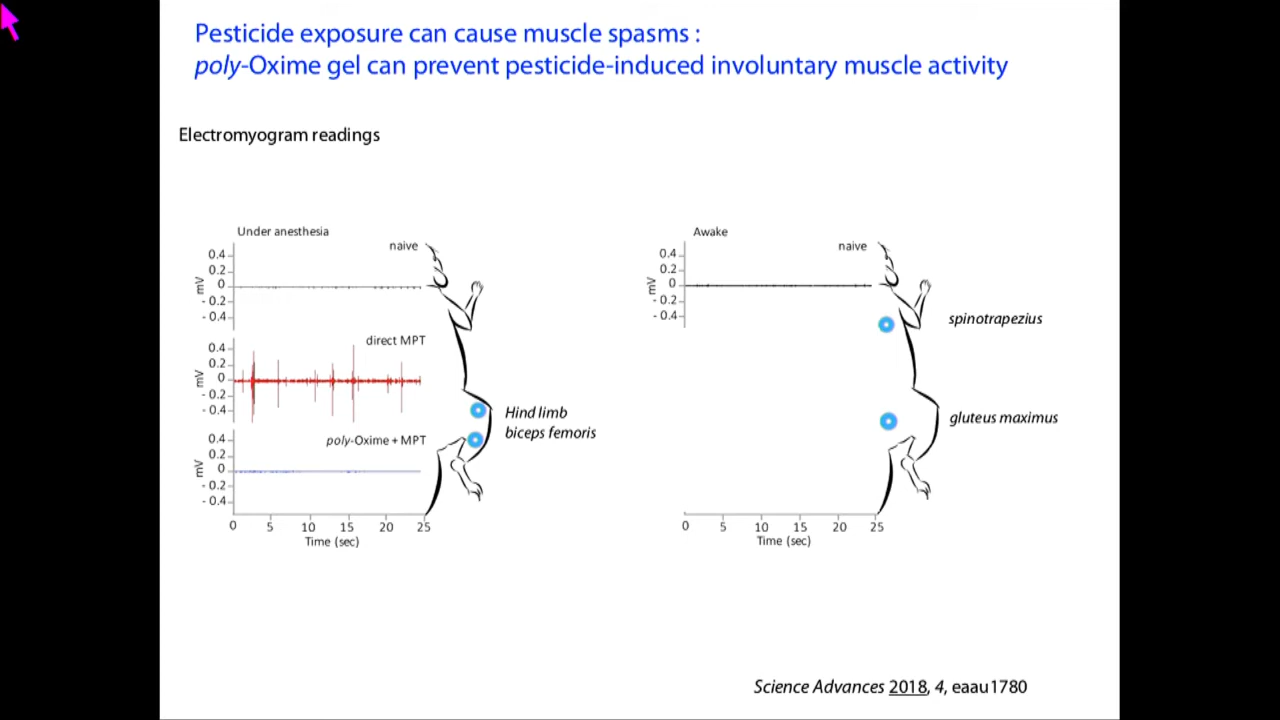 Pesticide exposure can cause muscle spasms :
poly-Oxime gel can prevent pesticide-induced involuntary muscle activity
Electromyogram readings
Under anesthesia
naive
0.4
0.2
0
- 0.2
- 0.4
mV
direct MPT
0.4
0.2
0
- 0.2
- 0.4
mV
poly-Oxime + MPT
0.4
0.2
0
- 0.2
- 0.4
mV
0 5 10 15 20 25
Time (sec)
Hind limb
biceps femoris
Awake
naive
0.4
0.2
0
- 0.2
- 0.4
mV
spinotrapezius
gluteus maximus
0 5 10 15 20 25
Time (sec)
Science Advances 2018, 4, eaau1780